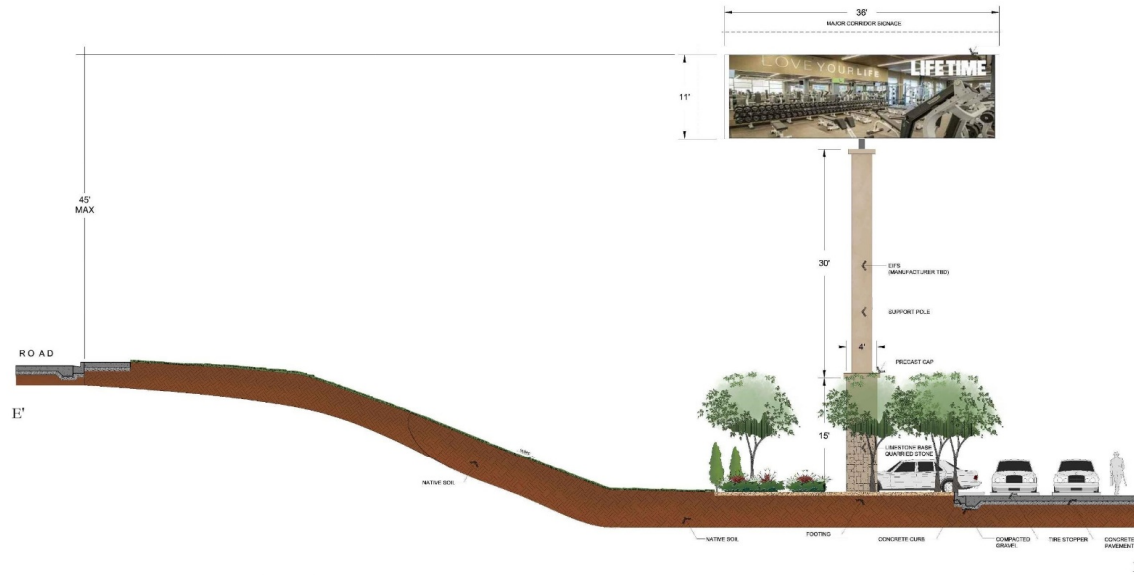 36'
MAJOR CORRIDOR SIGNAGE
LOVE YOUR LIFE
LIFETIME
11'
45'
MAX
30'
EIFS
(MANUFACTURER TBD)
SUPPORT POLE
ROAD
4'
PRECAST CAP
E'
15'
LIMESTONE BASE
QUARRIED STONE
NATIVE SOIL
NATIVE SOIL
FOOTING
CONCRETE CURB
COMPACTED
GRAVEL
TIRE STOPPER
CONCRETE
PAVEMENT